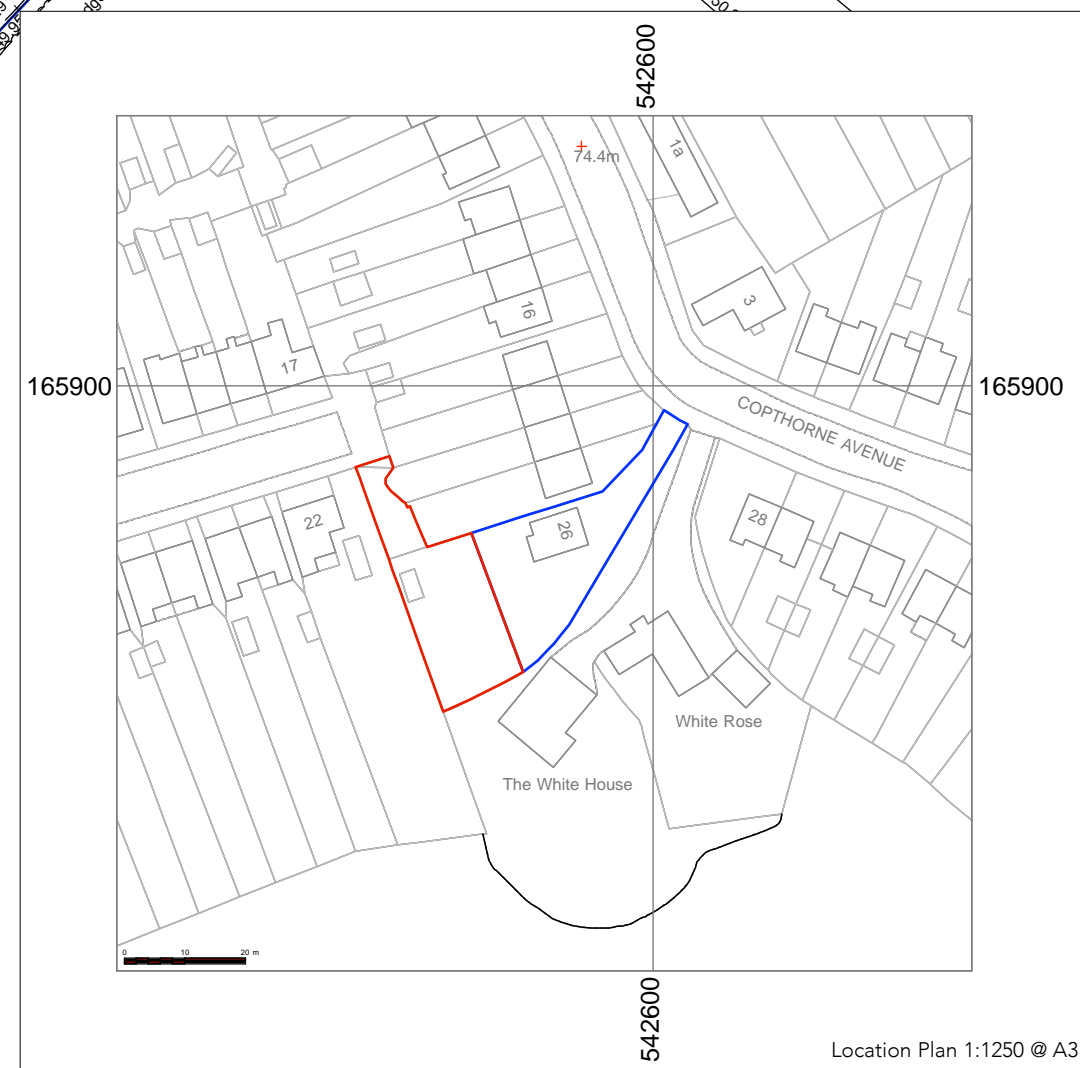 542600
74.4m
1a
3
16
17
165900
165900
COPTHORNE AVENUE
22
26
28
White Rose
The White House
0 10 20 m
542600
Location Plan 1:1250 @ A3